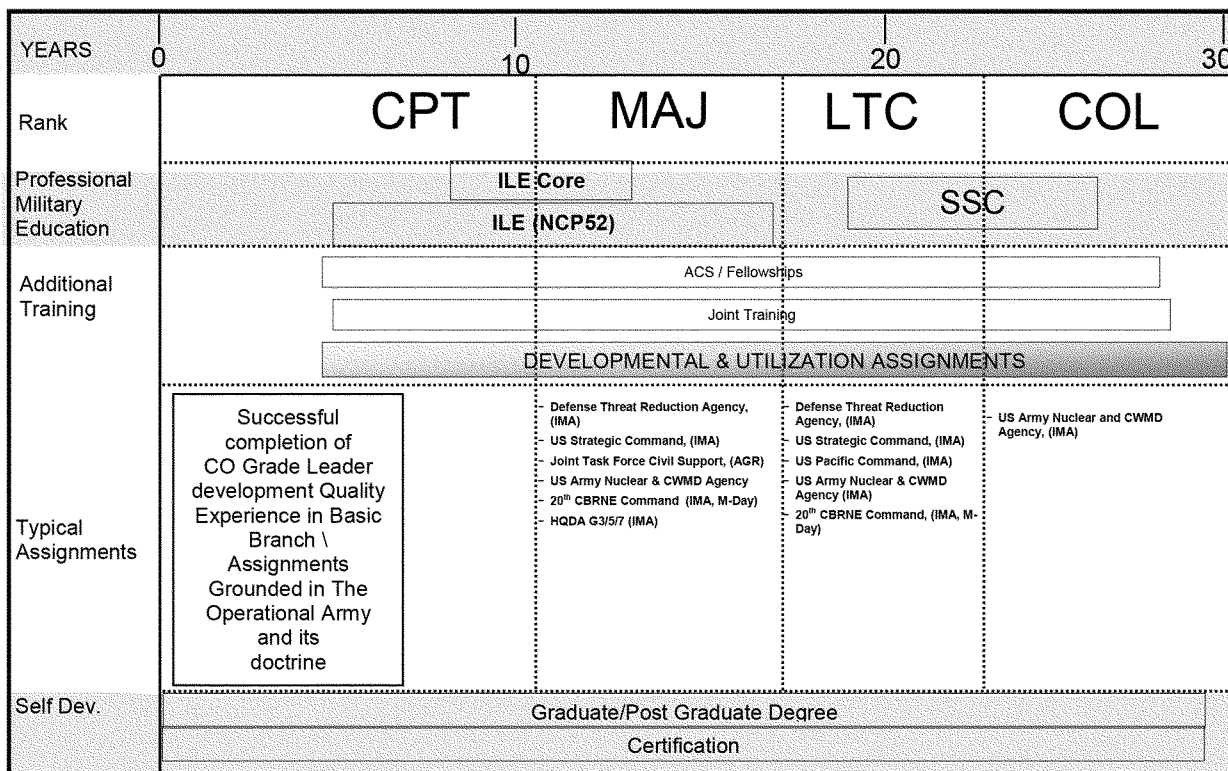 YEARS
0
10
20
30
Rank
CPT
MAJ
LTC
COL
Professional
Military
Education
ILE Core
ILE (NCP52)
SSC
Additional
Training
ACS / Fellowships
Joint Training
DEVELOPMENTAL & UTILIZATION ASSIGNMENTS
Typical
Assignments
Successful
completion of
CO Grade Leader
development Quality
Experience in Basic
Branch \
Assignments
Grounded in The
Operational Army
and its
doctrine
- Defense Threat Reduction Agency,
(IMA)
- US Strategic Command, (IMA)
- Joint Task Force Civil Support, (AGR)
- US Army Nuclear & CWMD Agency
- 20th CBRNE Command (IMA, M-Day)
- HQDA G3/5/7 (IMA)
- Defense Threat Reduction
Agency, (IMA)
- US Strategic Command, (IMA)
- US Pacific Command, (IMA)
- US Army Nuclear & CWMD
Agency (IMA)
- 20th CBRNE Command, (IMA, M-
Day)
- US Army Nuclear and CWMD
Agency, (IMA)
Self Dev.
Graduate/Post Graduate Degree
Certification